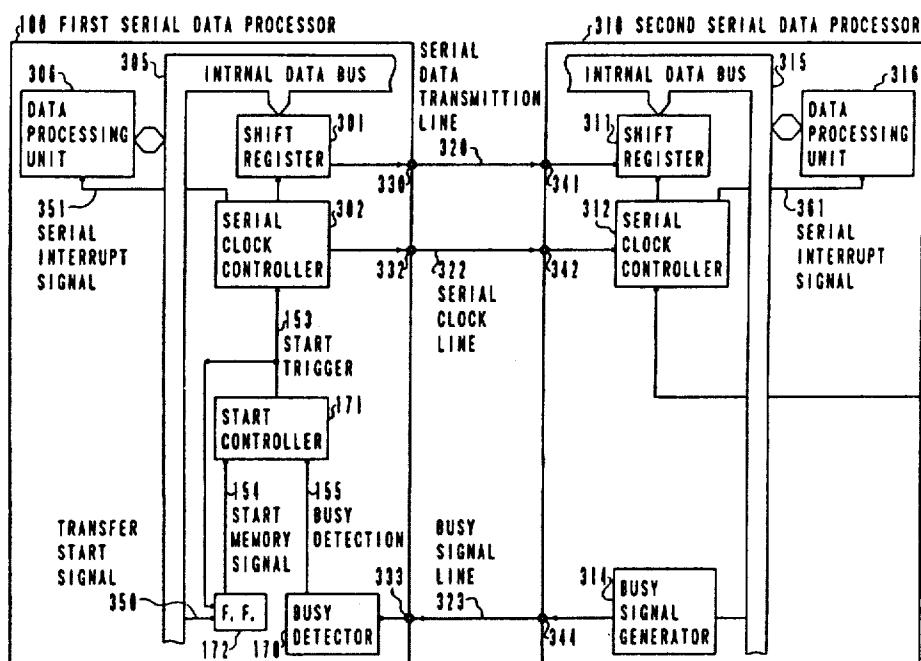 100 FIRST SERIAL DATA PROCESSOR
310 SECOND SERIAL DATA PROCESSOR
305
SERIAL
DATA
TRANSMITTION
LINE
INTRNAL DATA BUS
INTRNAL DATA BUS
315
306
316
DATA
PROCESSING
UNIT
301
SHIFT
REGISTER
320
330
341
311
SHIFT
REGISTER
DATA
PROCESSING
UNIT
351
SERIAL
INTERRUPT
SIGNAL
302
SERIAL
CLOCK
CONTROLLER
332
322
SERIAL
CLOCK
LINE
342
312
SERIAL
CLOCK
CONTROLLER
361
SERIAL
INTERRUPT
SIGNAL
153
START
TRIGGER
171
START
CONTROLLER
154
START
MEMORY
SIGNAL
155
BUSY
DETECTION
TRANSFER
START
SIGNAL
350
F. F.
172
170
BUSY
DETECTOR
333
BUSY
SIGNAL
LINE
323
344
314
BUSY
SIGNAL
GENERATOR